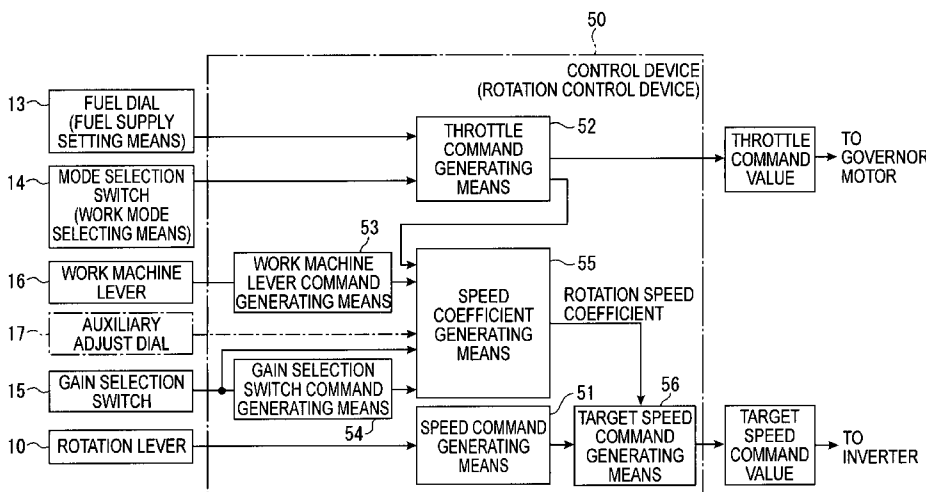 50
CONTROL DEVICE
(ROTATION CONTROL DEVICE)
13
FUEL DIAL
(FUEL SUPPLY
SETTING MEANS)
14
MODE SELECTION
SWITCH
(WORK MODE
SELECTING MEANS)
52
THROTTLE
COMMAND
GENERATING
MEANS
THROTTLE
COMMAND
VALUE
TO
GOVERNOR
MOTOR
16
WORK MACHINE
LEVER
53
WORK MACHINE
LEVER COMMAND
GENERATING MEANS
17
AUXILIARY
ADJUST DIAL
15
GAIN SELECTION
SWITCH
GAIN SELECTION
SWITCH COMMAND
GENERATING MEANS
54
55
SPEED
COEFFICIENT
GENERATING
MEANS
ROTATION SPEED
COEFFICIENT
10
ROTATION LEVER
51
SPEED COMMAND
GENERATING
MEANS
56
TARGET SPEED
COMMAND
GENERATING
MEANS
TARGET
SPEED
COMMAND
VALUE
TO
INVERTER